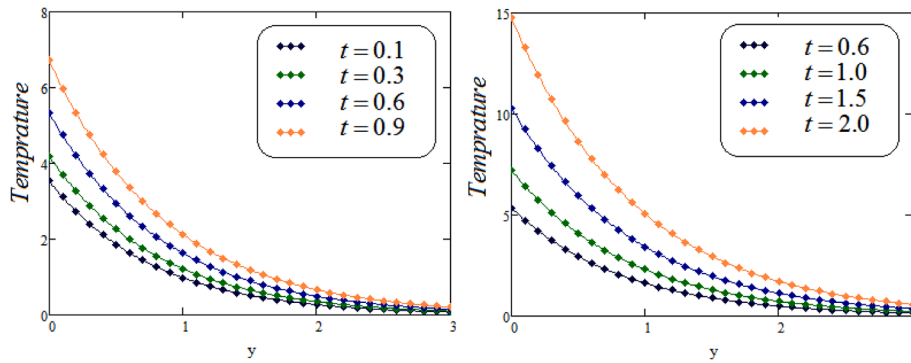 8
6
4
2
0
Temprature
0
1
2
3
y
t = 0.1
t = 0.3
t = 0.6
t = 0.9
15
10
5
0
Temprature
0
1
2
y
t = 0.6
t = 1.0
t = 1.5
t = 2.0